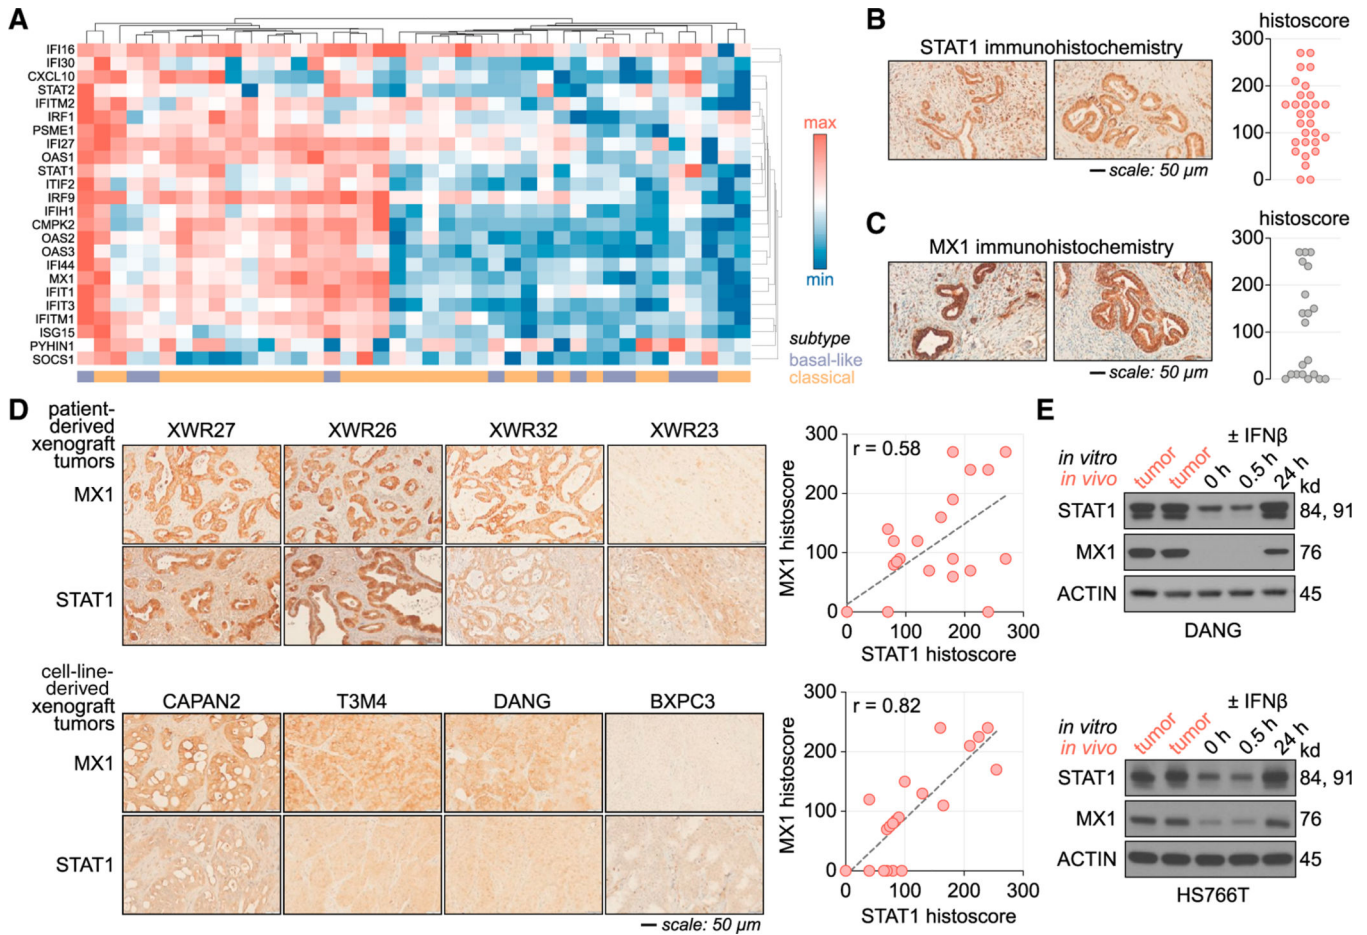 A
IFI16
IFI30
CXCL10
STAT2
IFITM2
IRF1
PSME1
IFI27
OAS1
STAT1
ITIF2
IRF9
IFIH1
CMPK2
OAS2
OAS3
IFI44
MX1
IFIT1
IFIT3
IFITM1
ISG15
PYHIN1
SOCS1
max
min
subtype
basal-like
classical
B
STAT1 immunohistochemistry
scale: 50 µm
histoscore
300
200
100
0
C
MX1 immunohistochemistry
scale: 50 µm
histoscore
300
200
100
0
D
patient-
derived
xenograft
tumors
XWR27 XWR26 XWR32 XWR23
MX1
STAT1
300
200
100
0
r = 0.58
MX1 histoscore
0 100 200 300
STAT1 histoscore
cell-line-
derived
xenograft
tumors
CAPAN2 T3M4 DANG BXPC3
MX1
STAT1
scale: 50 µm
300
200
100
0
r = 0.82
MX1 histoscore
0 100 200 300
STAT1 histoscore
E
± IFNβ
in vitro
in vivo
tumor tumor 0 h 0.5 h 24 h
kd
STAT1 84, 91
MX1 76
ACTIN 45
DANG
± IFNβ
in vitro
in vivo
tumor tumor 0 h 0.5 h 24 h
kd
STAT1 84, 91
MX1 76
ACTIN 45
HS766T